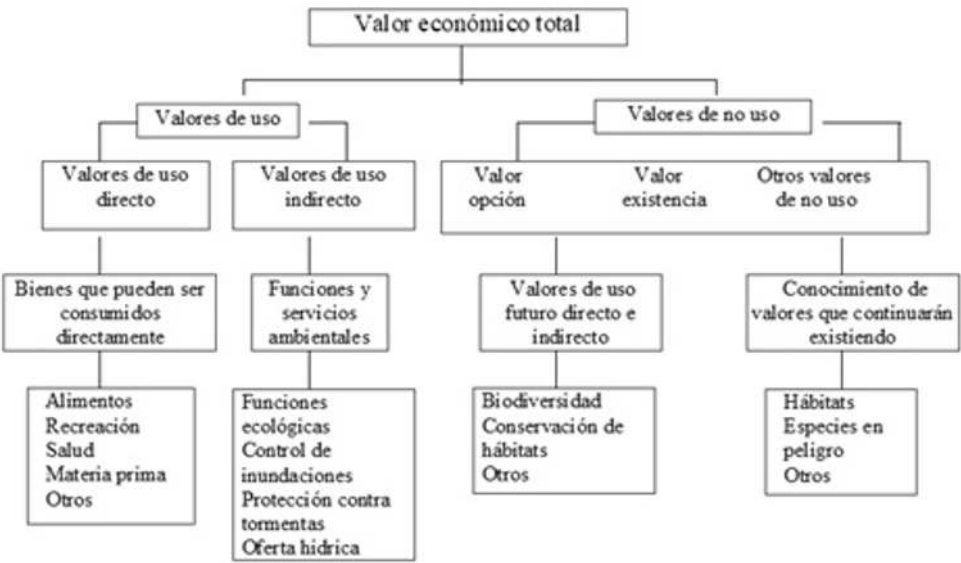 Valor económico total
Valores de uso
Valores de no uso
Valores de uso
directo
Valores de uso
indirecto
Valor
opción
Valor
existencia
Otros valores
de no uso
Bienes que pueden ser
consumidos
directamente
Funciones y
servicios
ambientales
Valores de uso
futuro directo e
indirecto
Conocimiento de
valores que continuarán
existiendo
Alimentos
Recreación
Salud
Materia prima
Otros
Funciones
ecológicas
Control de
inundaciones
Protección contra
tormentas
Oferta hídrica
Biodiversidad
Conservación de
hábitats
Otros
Hábitats
Especies en
peligro
Otros